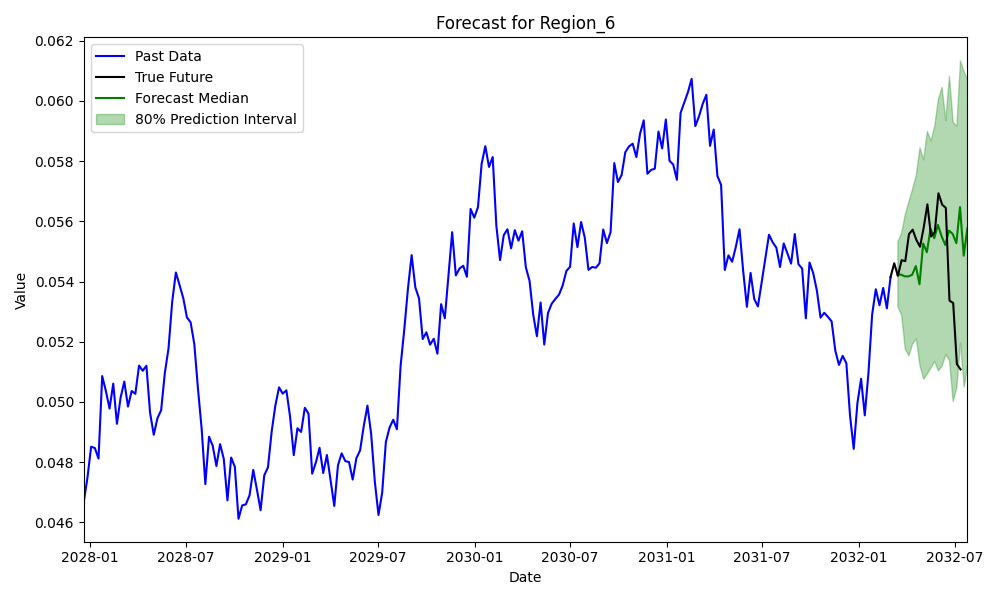 Forecast for Region_6
0.062
0.060
0.058
0.056
0.054
0.052
0.050
0.048
0.046
Value
Past Data
True Future
Forecast Median
80% Prediction Interval
2028-01
2028-07
2029-01
2029-07
2030-01
2030-07
2031-01
2031-07
2032-01
2032-07
Date